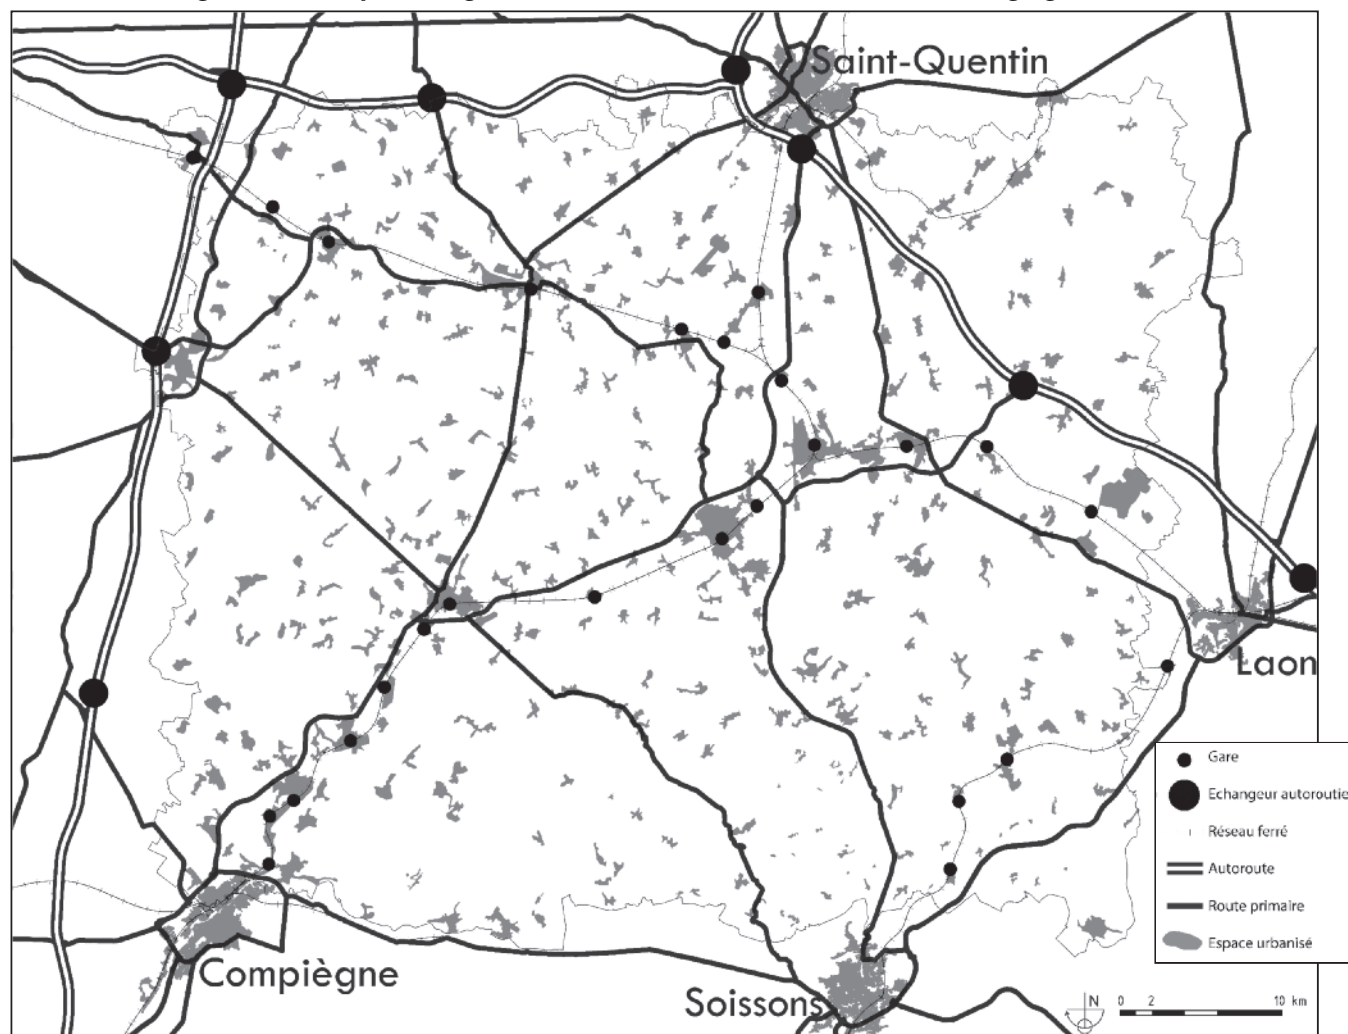 Saint-Quentin
Laon
Compiègne
Soissons
Gare
Echangeur autoroutie
Réseau ferré
Autoroute
Route primaire
Espace urbanisé
N
0 2 10 km